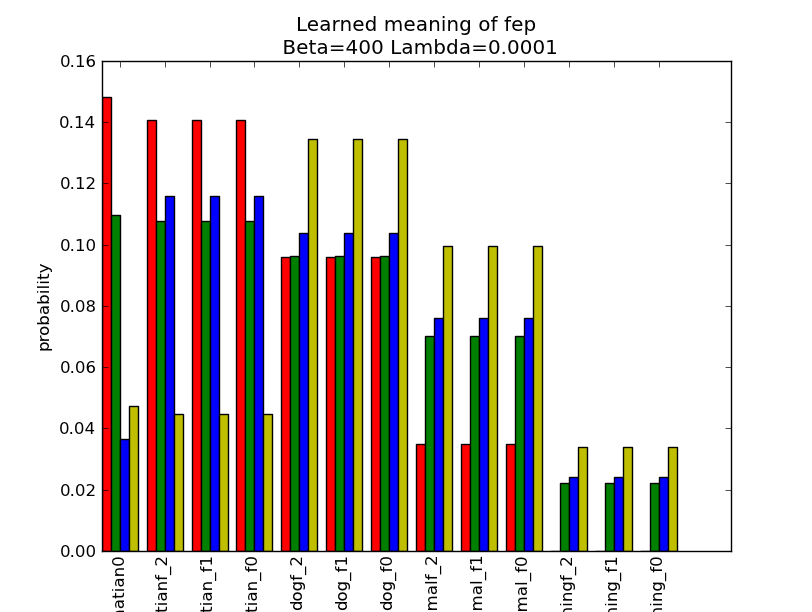 Learned meaning of fep
Beta=400 Lambda=0.0001
0.16
0.14
0.12
0.10
0.08
0.06
0.04
0.02
0.00
probability
natian0
tianf_2
tian_f1
tian_f0
dogf_2
dog_f1
dog_f0
malf_2
mal_f1
mal_f0
ningf_2
ning_f1
ning_f0